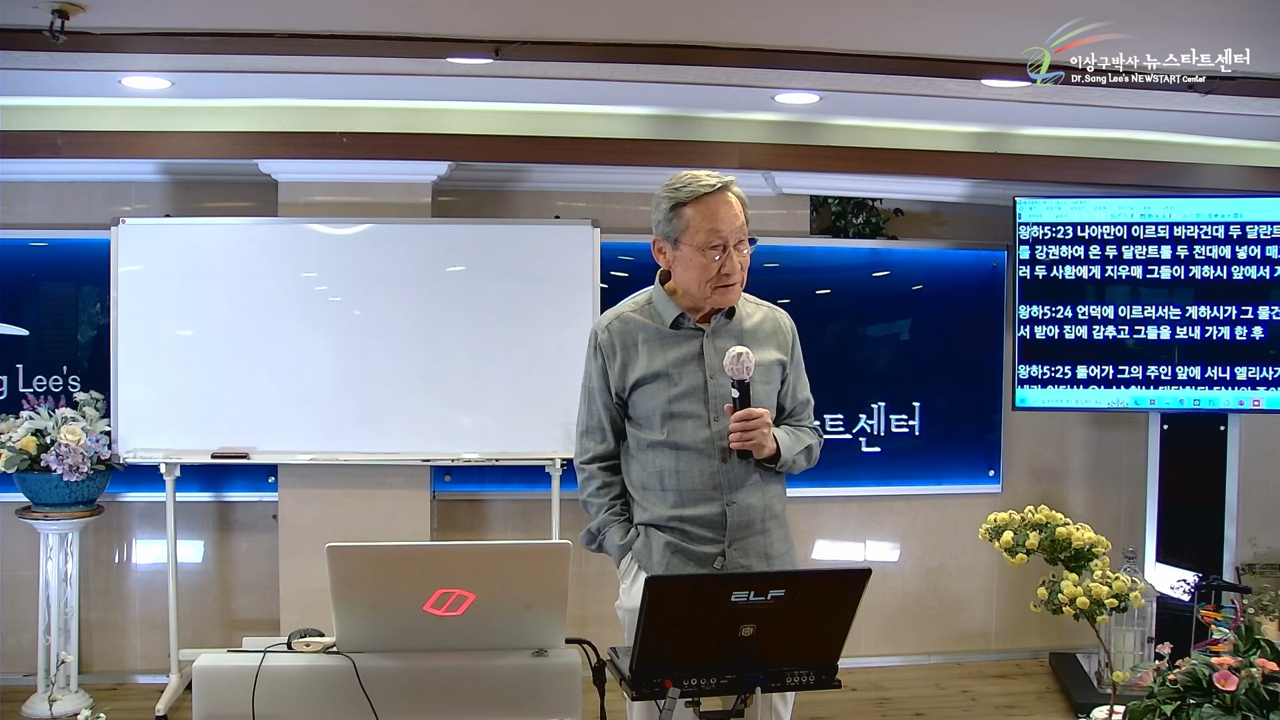 이상구박사 뉴스타트센터
Dr. Sang Lee's NEWSTART Center
왕하5:23 나아만이 이르되 바라건대 두 달란트
를 강권하여 은 두 달란트를 두 전대에 넣어 매
러 두 사환에게 지우매 그들이 게하시 앞에서
왕하5:24 언덕에 이르러서는 게하시가 그 물건
서 받아 집에 감추고 그들을 보내 가게 한 후
왕하5:25 들어가 그의 주인 앞에 서니 엘리사가
g Lee's
트센터
ELF